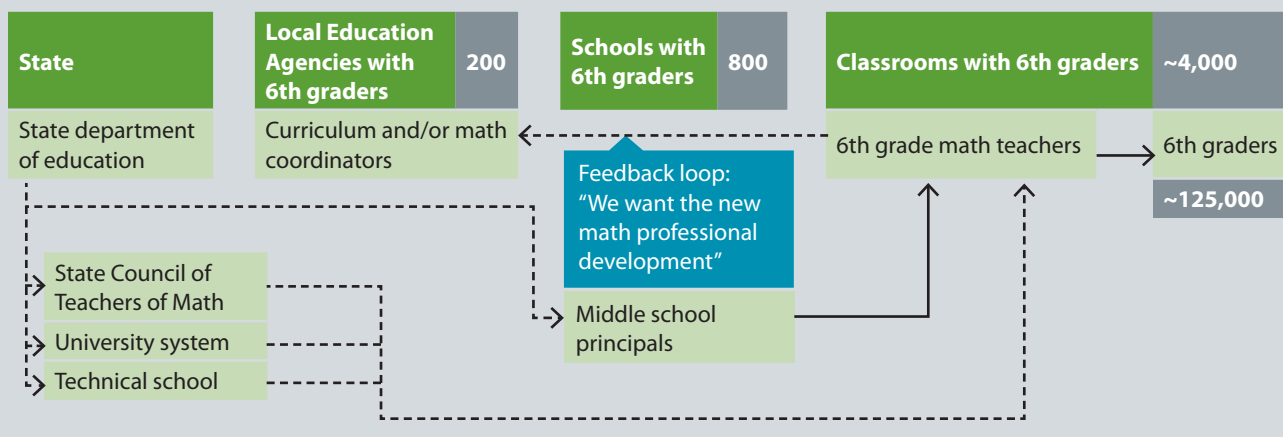 State
Local Education
Agencies with
6th graders
200
Schools with
6th graders
800
Classrooms with 6th graders
~4,000
State department
of education
Curriculum and/or math
coordinators
6th grade math teachers
6th graders
~125,000
Feedback loop:
“We want the new
math professional
development”
State Council of
Teachers of Math
University system
Technical school
Middle school
principals